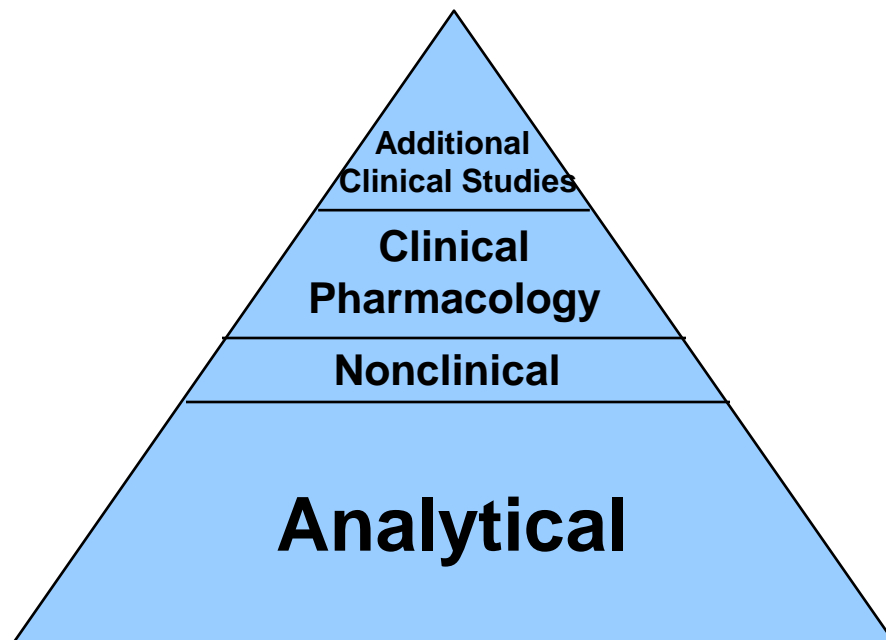 Additional
Clinical Studies
Clinical
Pharmacology
Nonclinical
Analytical